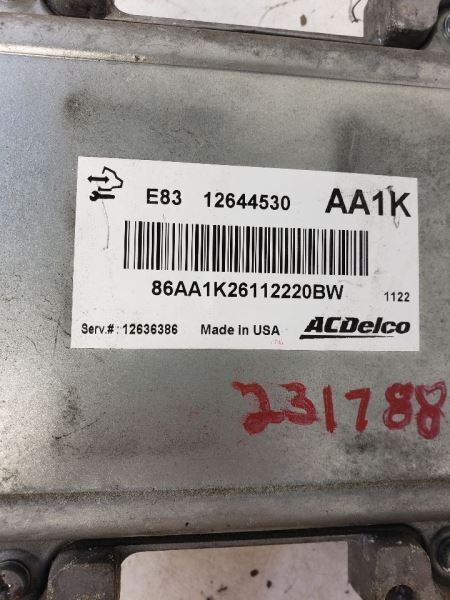 E83 12644530 AA1K
86AA1K26112220BW 1122
Serv.#: 12636386 Made in USA ACDelco
231788